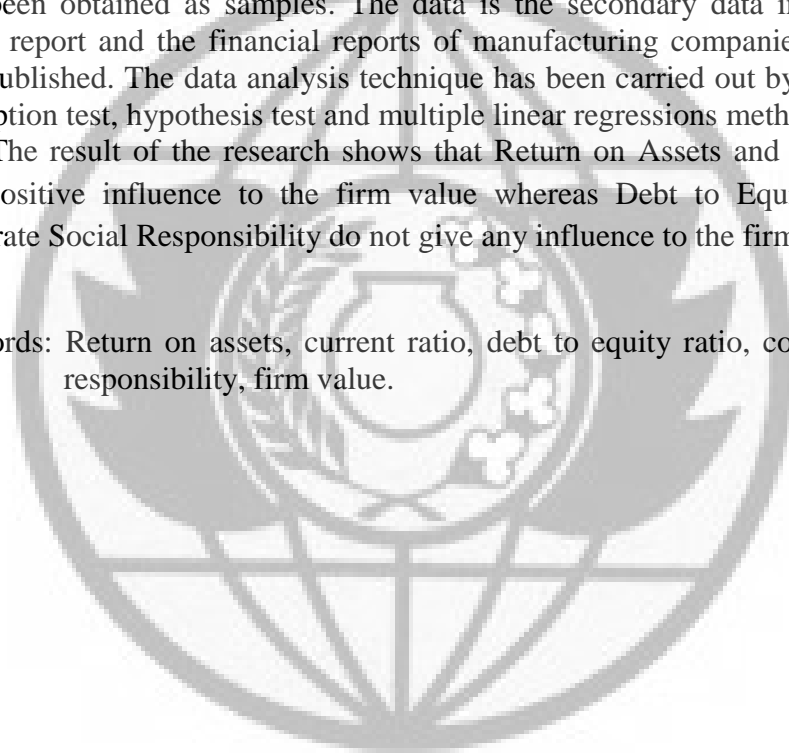 been obtained as samples. The data is the secondary data i
report and the financial reports of manufacturing companie
ublished. The data analysis technique has been carried out by
ption test, hypothesis test and multiple linear regressions meth
The result of the research shows that Return on Assets and
ositive influence to the firm value whereas Debt to Equ
rate Social Responsibility do not give any influence to the firm
ords: Return on assets, current ratio, debt to equity ratio, co
responsibility, firm value.